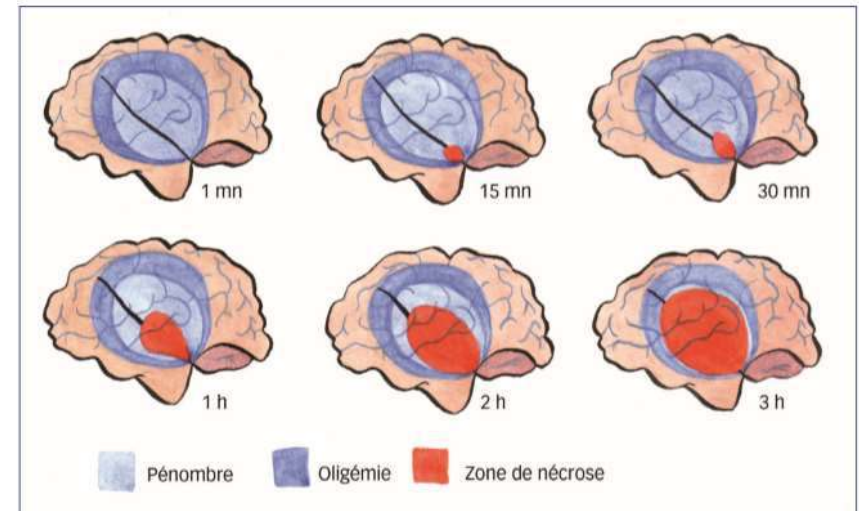 1 mn
15 mn
30 mn
1 h
2 h
3 h
Pénombre
Oligémie
Zone de nécrose